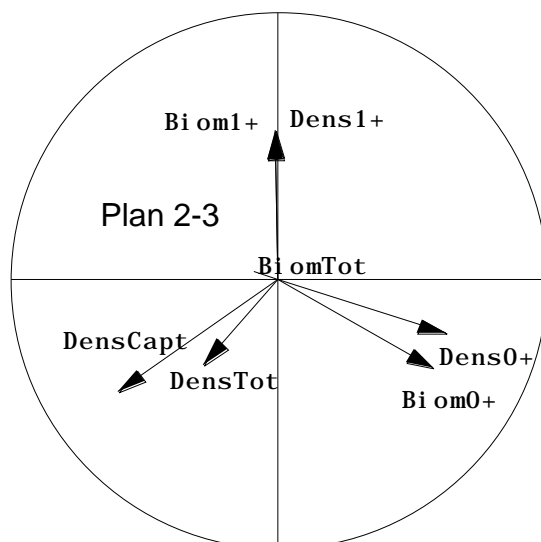 Biom1+
Dens1+
Plan 2-3
BiomTot
DensCapt
DensTot
Dens0+
Biom0+